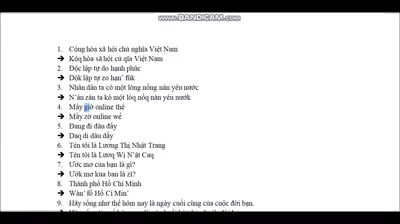 www.BANDICAM.com
1. Cộng hòa xã hội chủ nghĩa Việt Nam
➔ Kộq hòa xã hội củ qĩa Việt Nam
2. Độc lập tự do hạnh phúc
➔ Dộk lập tự zo hạn' fúk
3. Nhân dân ta có một lòng nồng nàn yêu nước
➔ N'ân zân ta kó một lòq nồq nàn yêu nướk
4. Mấy giờ online thế
➔ Mấy zờ online wế
5. Đang đi đâu đấy
➔ Daq di dâu dấy
6. Tên tôi là Lương Thị Nhật Trang
➔ Tên tôi là Lươq Wị N'ật Caq
7. Ước mơ của bạn là gì?
➔ Ướk mơ kủa bạn là zì?
8. Thành phố Hồ Chí Minh
➔ Wàn' fố Hồ Cí Min'
9. Hãy sống như thể hôm nay là ngày cuối cùng của cuộc đời bạn.